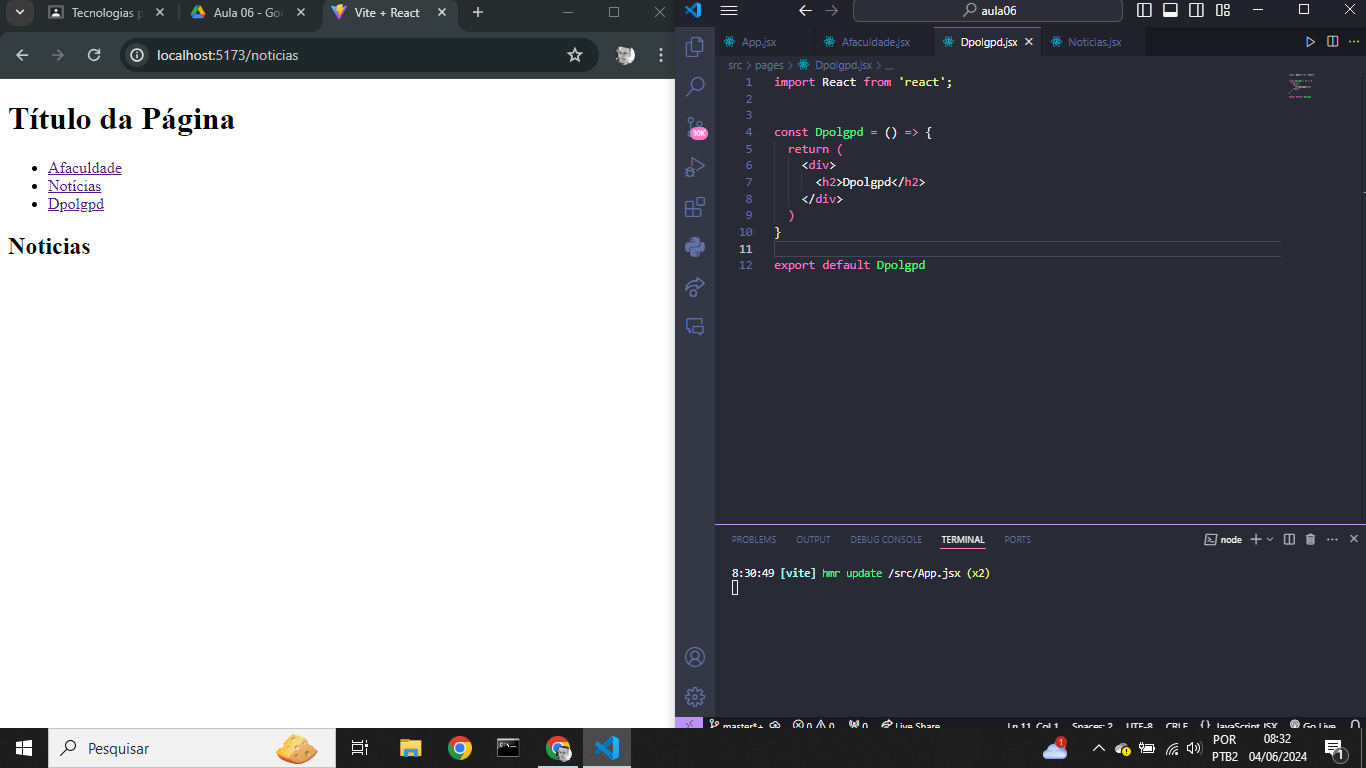 Tecnologias p
Aula 06 - Goo
Vite + React
localhost:5173/noticias
Título da Página
Afaculdade
Notícias
Dpolgpd
Noticias
aula06
App.jsx
Afaculdade.jsx
Dpolgpd.jsx
Noticias.jsx
src > pages > Dpolgpd.jsx > ...
10K
1 import React from 'react';
2
3
4 const Dpolgpd = () => {
5 return (
6 <div>
7 <h2>Dpolgpd</h2>
8 </div>
9 )
10 }
11
12 export default Dpolgpd
PROBLEMS OUTPUT DEBUG CONSOLE TERMINAL PORTS
node
8:30:49 [vite] hmr update /src/App.jsx (x2)
master*+ 0 0 0 Live Share Ln 11, Col 1 Spaces: 2 UTF-8 CRLF {} JavaScript JSX Go Live
Pesquisar
1
POR
PTB2
08:32
04/06/2024
1